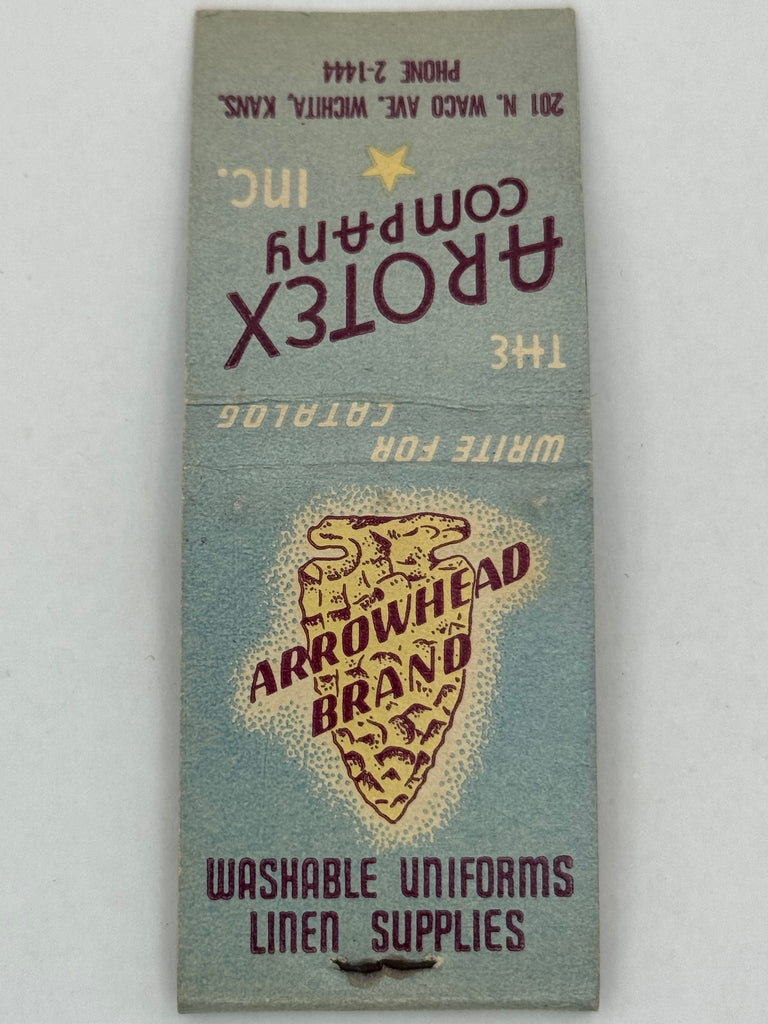 ARROWHEAD
BRAND
WASHABLE UNIFORMS
LINEN SUPPLIES
WRITE FOR
CATALOG
THE
AROTEX
COMPANY
INC.
201 N. WACO AVE. WICHITA, KANS.
PHONE 2-1444